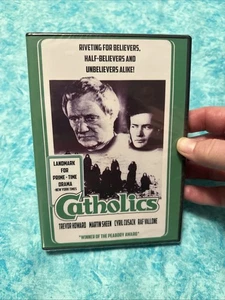 RIVETING FOR BELIEVERS,
HALF-BELIEVERS AND
UNBELIEVERS ALIKE!
LANDMARK
FOR
PRIME-TIME
DRAMA
(NEW YORK TIMES)
Catholics
TREVOR HOWARD MARTIN SHEEN CYRIL CUSACK RAF VALLONE
"WINNER OF THE PEABODY AWARD"